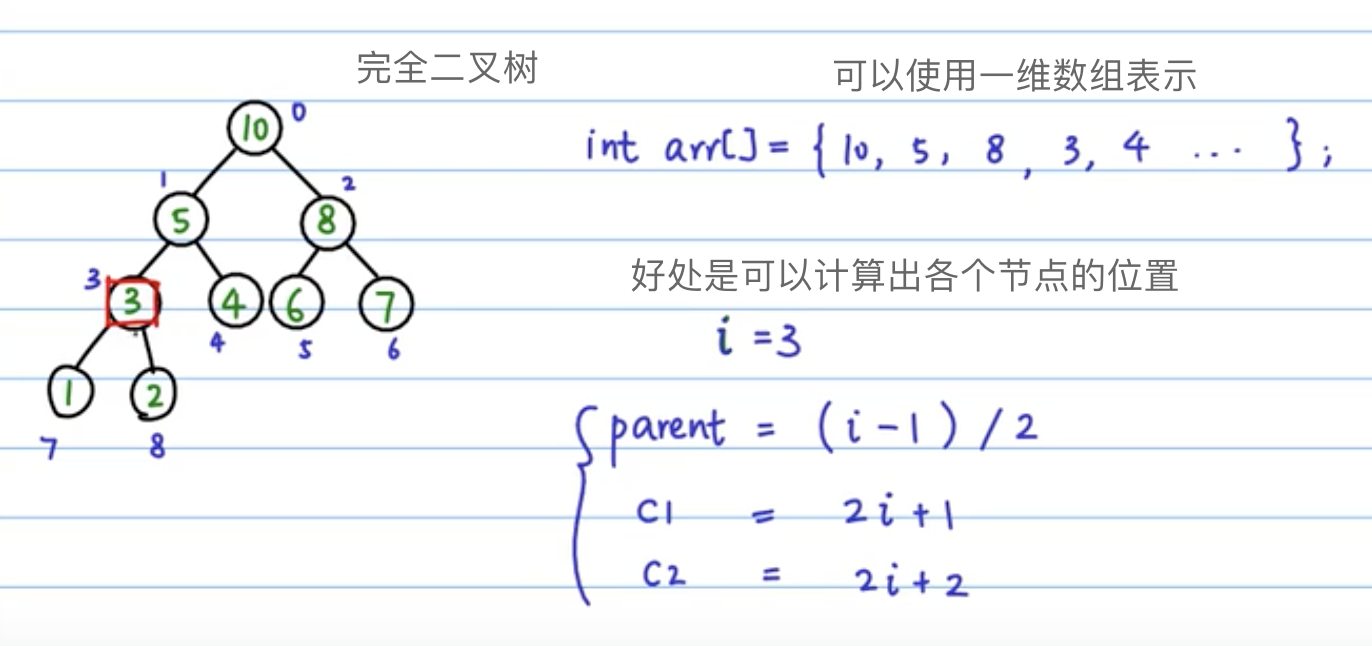 完全二叉树
可以使用一维数组表示
10 0
int arr[] = { 10, 5, 8, 3, 4 ... };
1 2
5 8
好处是可以计算出各个节点的位置
3
3 4 6 7
4 5 6
i = 3
1 2
7 8
parent = (i-1)/2
C1 = 2i+1
C2 = 2i+2